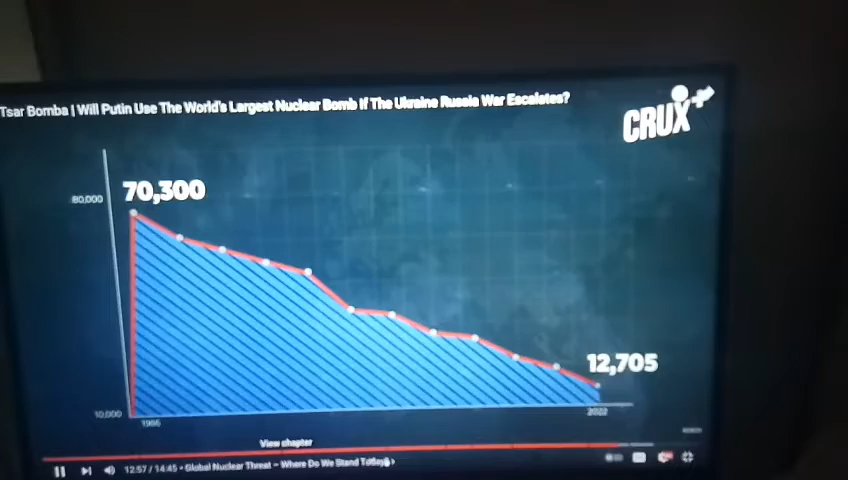 Tsar Bomba | Will Putin Use The World's Largest Nuclear Bomb If The Ukraine Russia War Escalates?
CRUX+
70,300
80,000
12,705
10,000
1986
2022
View chapter
12:57 / 14:45 • Global Nuclear Threat – Where Do We Stand Today? ›